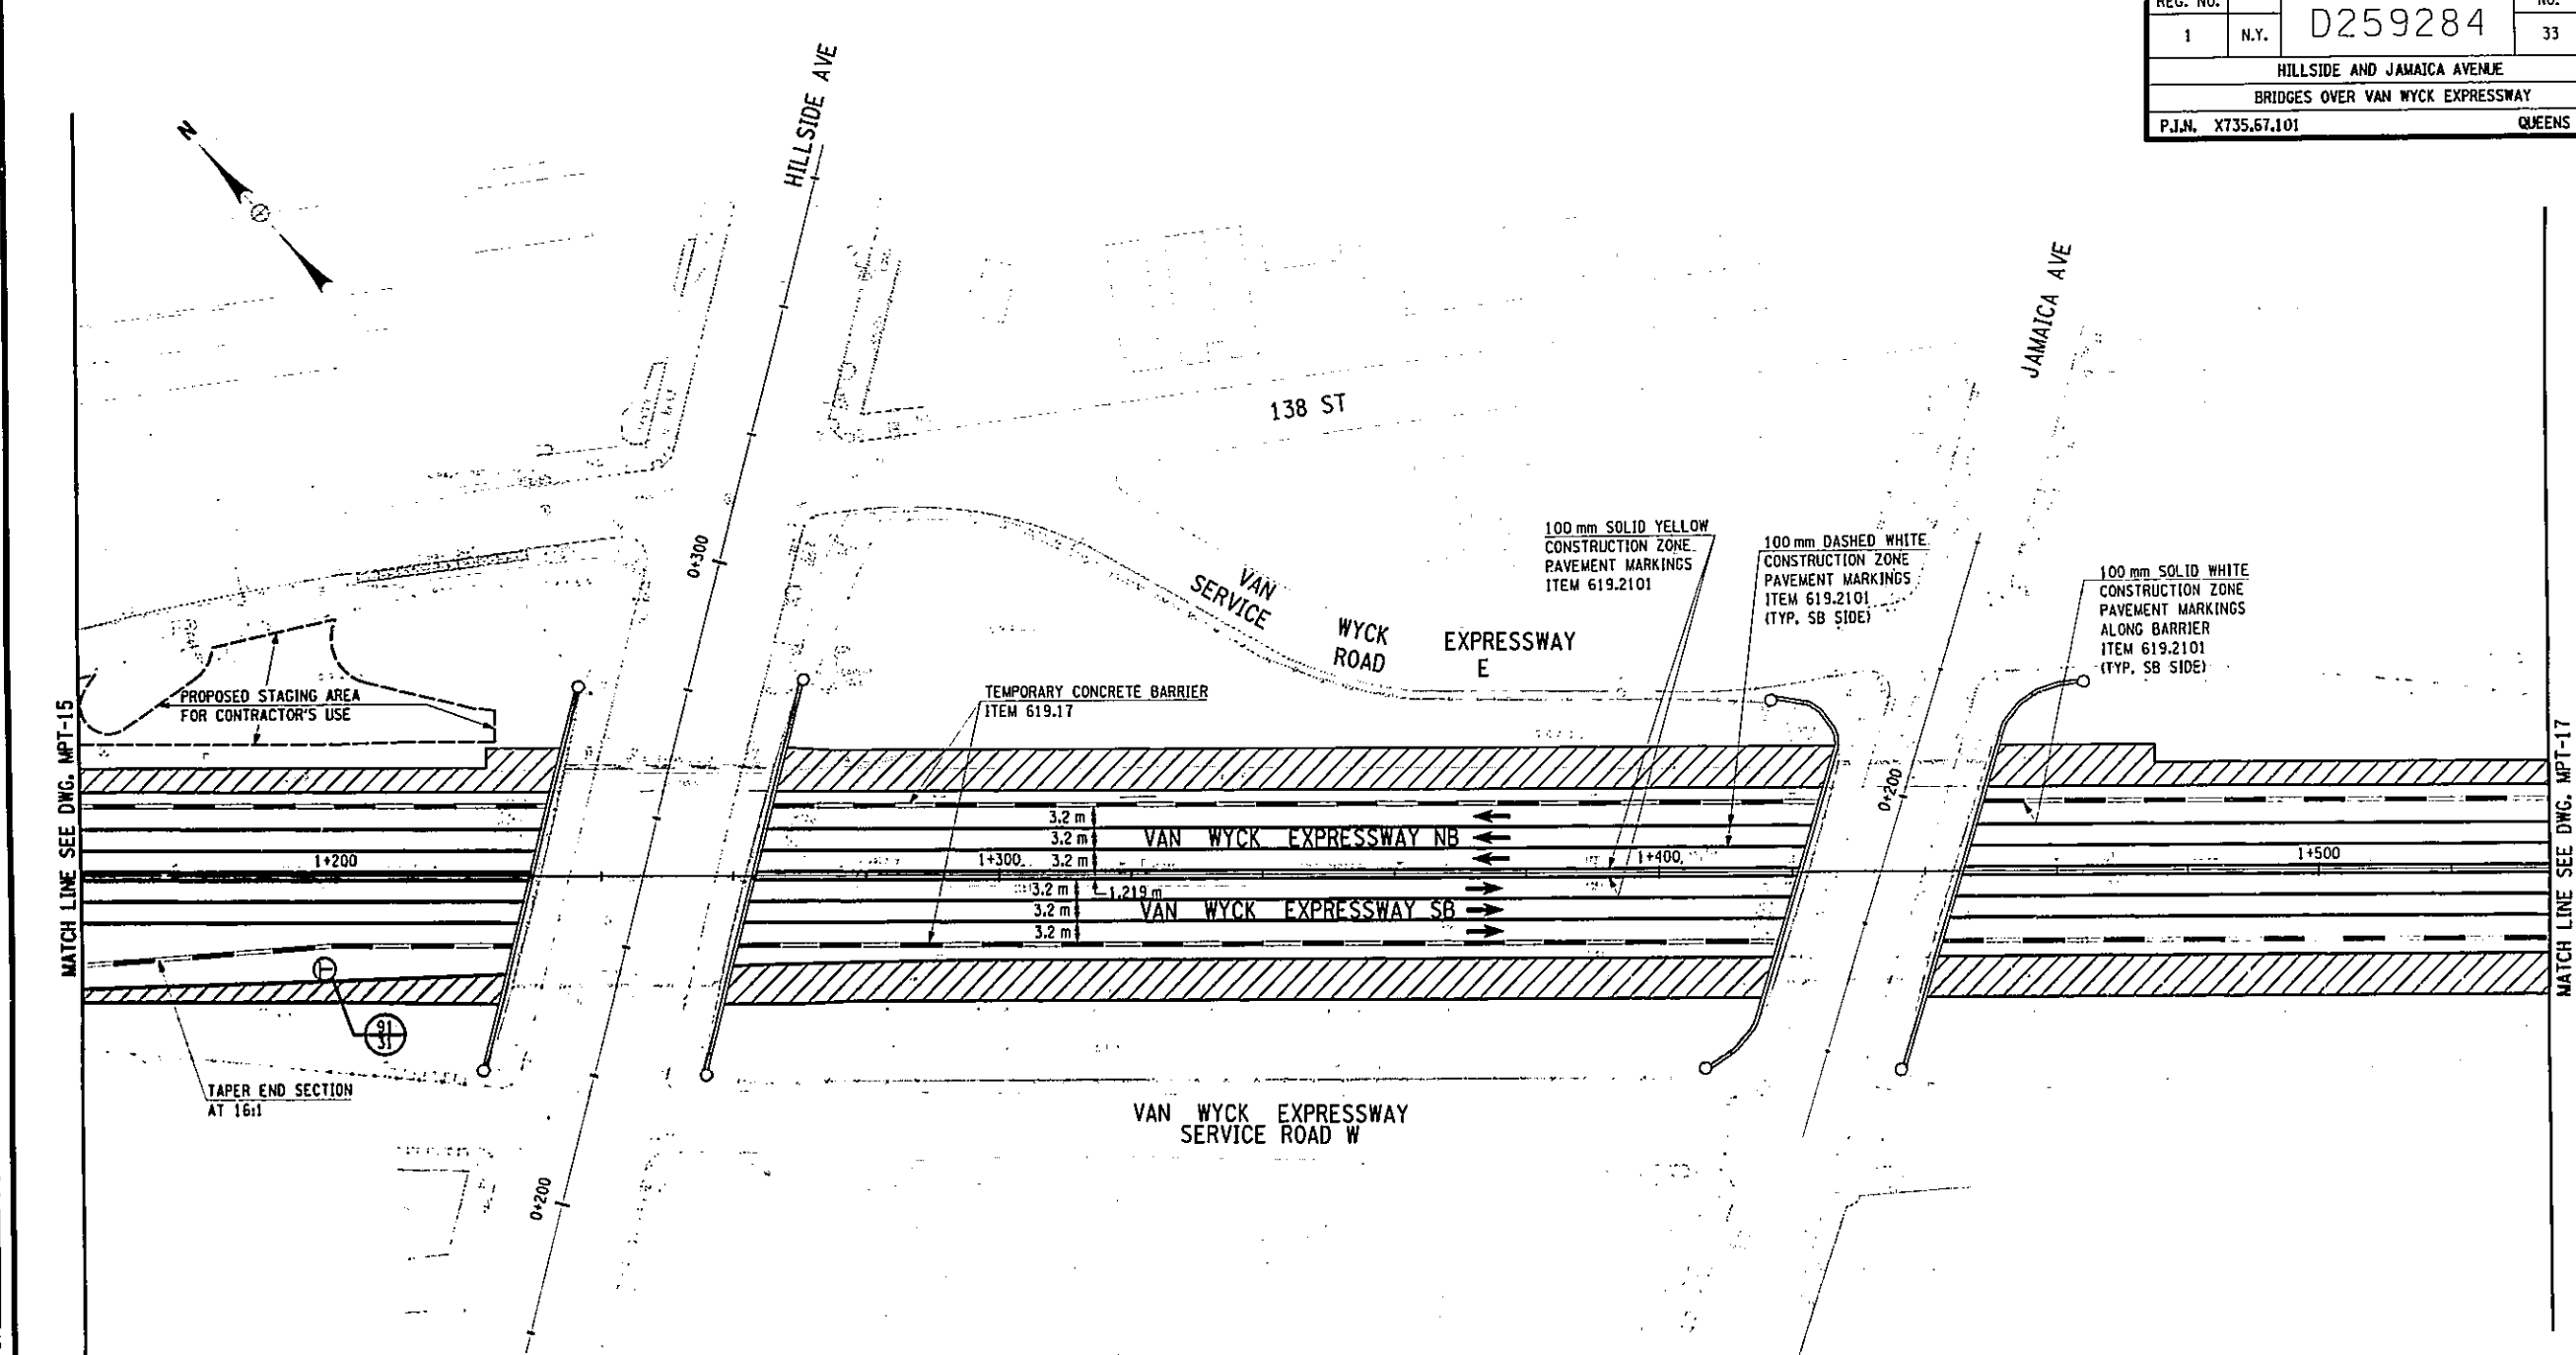 REG. NO.
NO.
1
N.Y.
D259284
33
HILLSIDE AND JAMAICA AVENUE
BRIDGES OVER VAN WYCK EXPRESSWAY
P.I.N. X735.67.101
QUEENS
N
HILLSIDE AVE
JAMAICA AVE
138 ST
0+300
VAN WYCK EXPRESSWAY
SERVICE ROAD E
100 mm SOLID YELLOW
CONSTRUCTION ZONE
PAVEMENT MARKINGS
ITEM 619.2101
100 mm DASHED WHITE
CONSTRUCTION ZONE
PAVEMENT MARKINGS
ITEM 619.2101
(TYP. SB SIDE)
100 mm SOLID WHITE
CONSTRUCTION ZONE
PAVEMENT MARKINGS
ALONG BARRIER
ITEM 619.2101
(TYP. SB SIDE)
PROPOSED STAGING AREA
FOR CONTRACTOR'S USE
TEMPORARY CONCRETE BARRIER
ITEM 619.17
MATCH LINE SEE DWG. MPT-15
MATCH LINE SEE DWG. MPT-17
0+200
3.2 m
3.2 m
VAN WYCK EXPRESSWAY NB
1+200
1+300
3.2 m
1+400
1+500
3.2 m
1.219 m
3.2 m
VAN WYCK EXPRESSWAY SB
3.2 m
T
91
31
TAPER END SECTION
AT 16:1
VAN WYCK EXPRESSWAY
SERVICE ROAD W
0+200